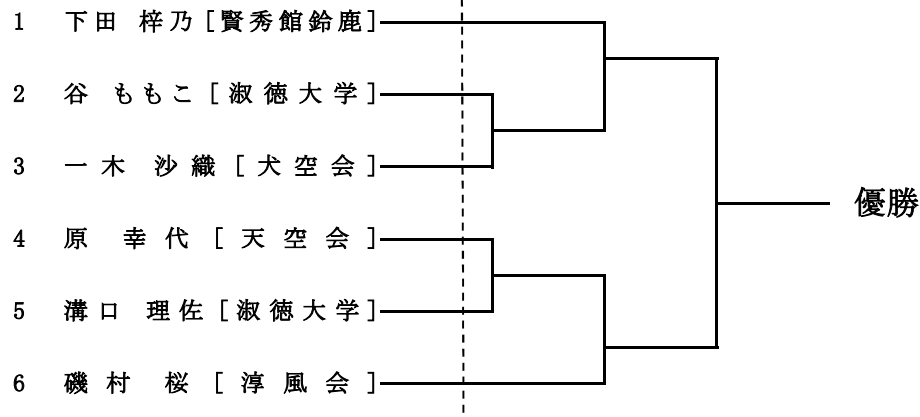 1 下田 梓乃 [賢秀館鈴鹿]
2 谷 ももこ [淑徳大学]
3 一木 沙織 [犬空会]
4 原 幸代 [天空会]
5 溝口 理佐 [淑徳大学]
6 磯村 桜 [淳風会]
優勝